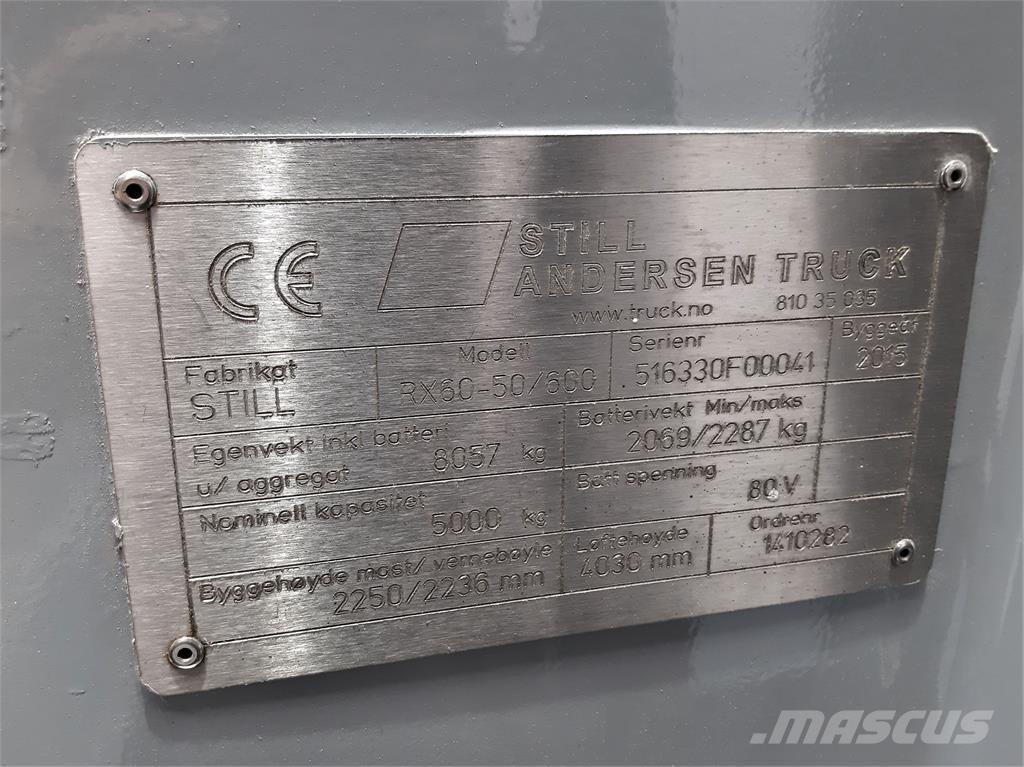 CE
STILL
ANDERSEN TRUCK
www.truck.no 810 35 035
Fabrikat
STILL
Modell
RX60-50/600
Serienr
516330F00041
Byggeår
2015
Egenvekt inkl batteri
u/ aggregat 8057 kg
Batterivekt Min/maks
2069/2287 kg
Nominell kapasitet
5000 kg
Batt spenning
80 V
Byggehøyde mast/ vernebøyle
2250/2236 mm
Løftehøyde
4030 mm
Ordrenr
1410282
MASCUS